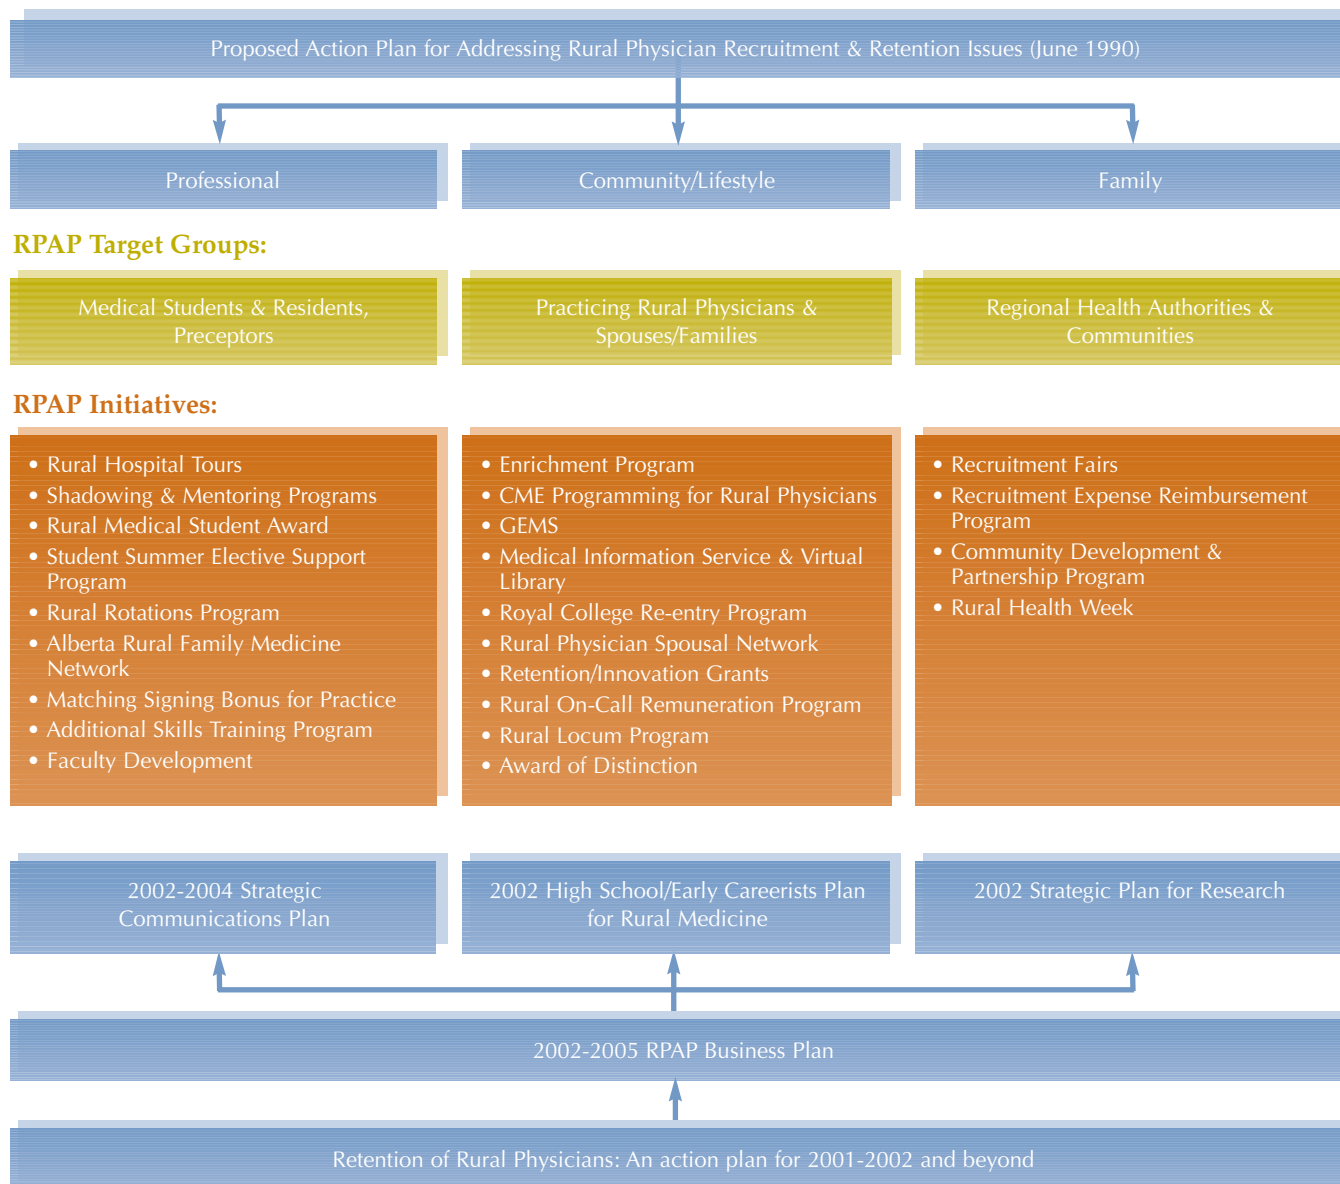 Proposed Action Plan for Addressing Rural Physician Recruitment & Retention Issues (June 1990)
Professional
Community/Lifestyle
Family
RPAP Target Groups:
Medical Students & Residents,
Preceptors
Practicing Rural Physicians &
Spouses/Families
Regional Health Authorities &
Communities
RPAP Initiatives:
• Rural Hospital Tours
• Shadowing & Mentoring Programs
• Rural Medical Student Award
• Student Summer Elective Support
Program
• Rural Rotations Program
• Alberta Rural Family Medicine
Network
• Matching Signing Bonus for Practice
• Additional Skills Training Program
• Faculty Development
• Enrichment Program
• CME Programming for Rural Physicians
• GEMS
• Medical Information Service & Virtual
Library
• Royal College Re-entry Program
• Rural Physician Spousal Network
• Retention/Innovation Grants
• Rural On-Call Remuneration Program
• Rural Locum Program
• Award of Distinction
• Recruitment Fairs
• Recruitment Expense Reimbursement
Program
• Community Development &
Partnership Program
• Rural Health Week
2002-2004 Strategic
Communications Plan
2002 High School/Early Careerists Plan
for Rural Medicine
2002 Strategic Plan for Research
2002-2005 RPAP Business Plan
Retention of Rural Physicians: An action plan for 2001-2002 and beyond